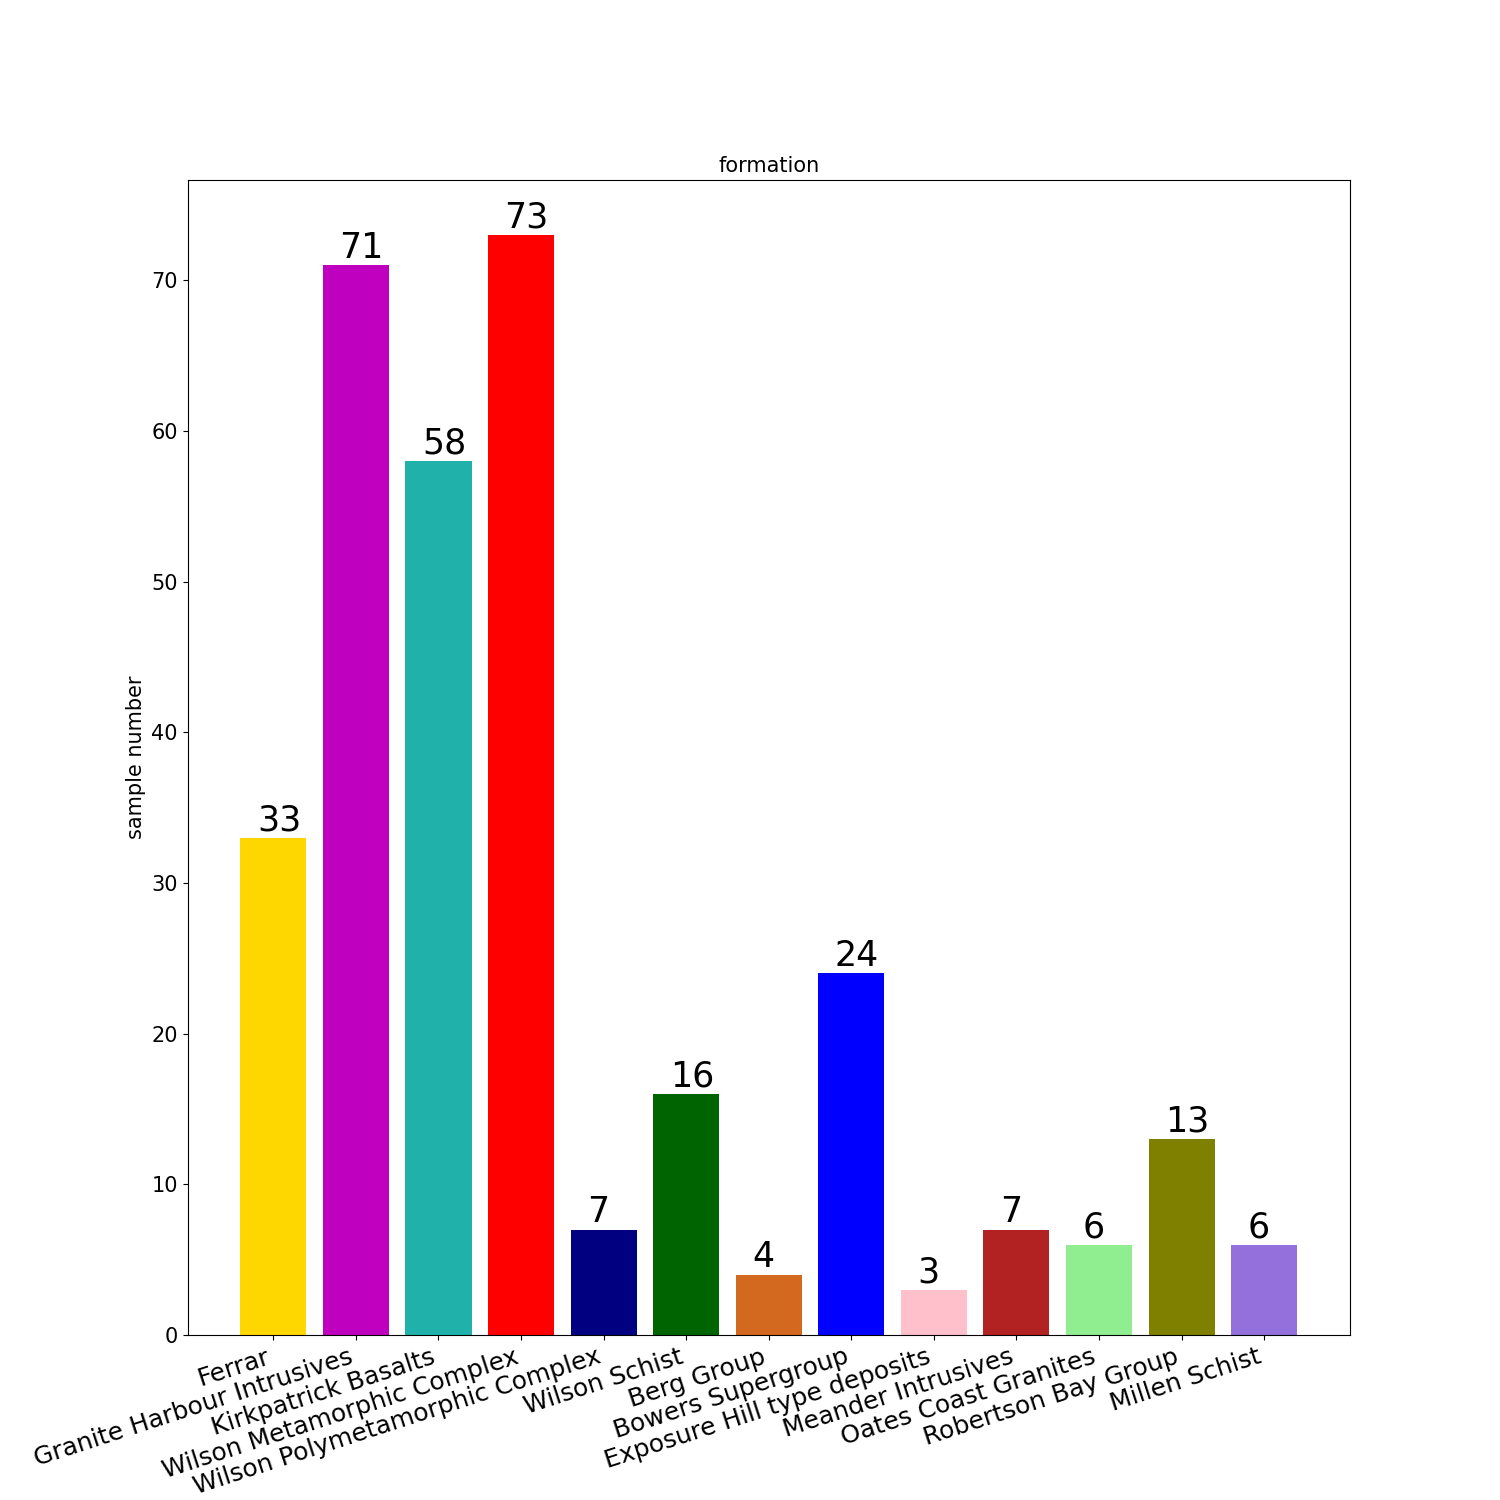 formation
73
71
70
60
58
50
40
sample number
33
30
24
20
16
13
10
7
7
6
6
4
3
0
Ferrar
Granite Harbour Intrusives
Kirkpatrick Basalts
Wilson Metamorphic Complex
Wilson Polymetamorphic Complex
Wilson Schist
Berg Group
Bowers Supergroup
Exposure Hill type deposits
Meander Intrusives
Oates Coast Granites
Robertson Bay Group
Millen Schist